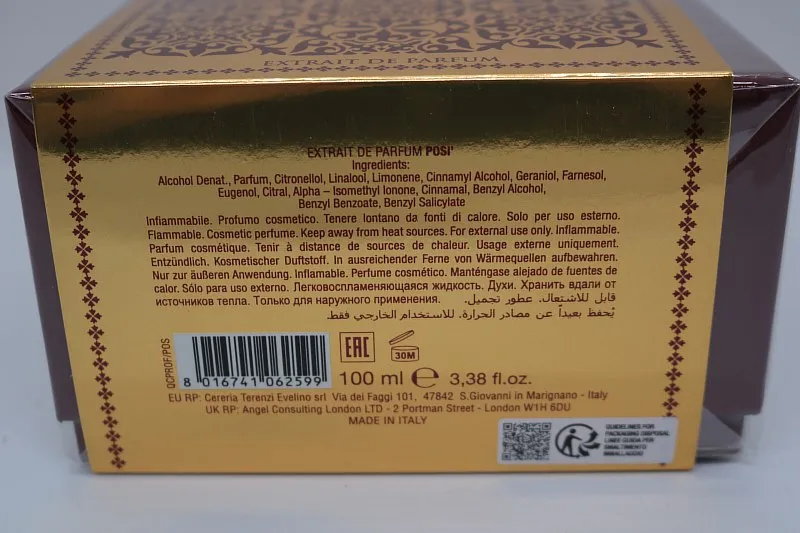 EXTRAIT DE PARFUM
EXTRAIT DE PARFUM POSI'
Ingredients:
Alcohol Denat., Parfum, Citronellol, Linalool, Limonene, Cinnamyl Alcohol, Geraniol, Farnesol,
Eugenol, Citral, Alpha – Isomethyl Ionone, Cinnamal, Benzyl Alcohol,
Benzyl Benzoate, Benzyl Salicylate
Infiammabile. Profumo cosmetico. Tenere lontano da fonti di calore. Solo per uso esterno.
Flammable. Cosmetic perfume. Keep away from heat sources. For external use only. Inflammable.
Parfum cosmétique. Tenir à distance de sources de chaleur. Usage externe uniquement.
Entzündlich. Kosmetischer Duftstoff. In ausreichender Ferne von Wärmequellen aufbewahren.
Nur zur äußeren Anwendung. Inflamable. Perfume cosmético. Manténgase alejado de fuentes de
calor. Sólo para uso externo. Легковоспламеняющаяся жидкость. Духи. Хранить вдали от
источников тепла. Только для наружного применения. قابل للاشتعال. عطور تجميل.
يُحفظ بعيداً عن مصادر الحرارة. للاستخدام الخارجي فقط.
QCPROF/POS
8 016741 062599
EAC
30M
100 ml ℮ 3,38 fl.oz.
EU RP: Cereria Terenzi Evelino srl Via dei Faggi 101, 47842 S.Giovanni in Marignano - Italy
UK RP: Angel Consulting London LTD - 2 Portman Street - London W1H 6DU
MADE IN ITALY
GUIDELINES FOR
PACKAGING DISPOSAL
LINEE GUIDA PER
SMALTIMENTO
IMBALLAGGIO